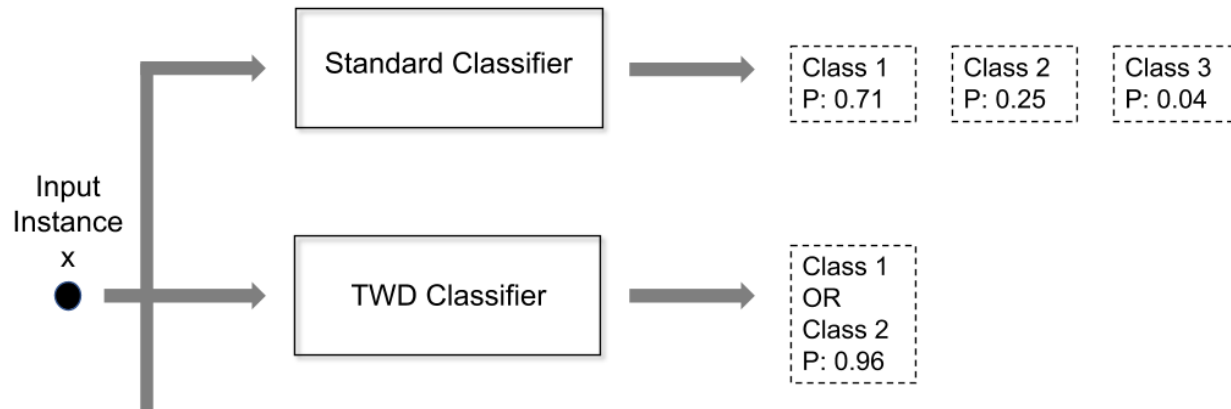 Standard Classifier
Class 1
P: 0.71
Class 2
P: 0.25
Class 3
P: 0.04
Input
Instance
x
TWD Classifier
Class 1
OR
Class 2
P: 0.96